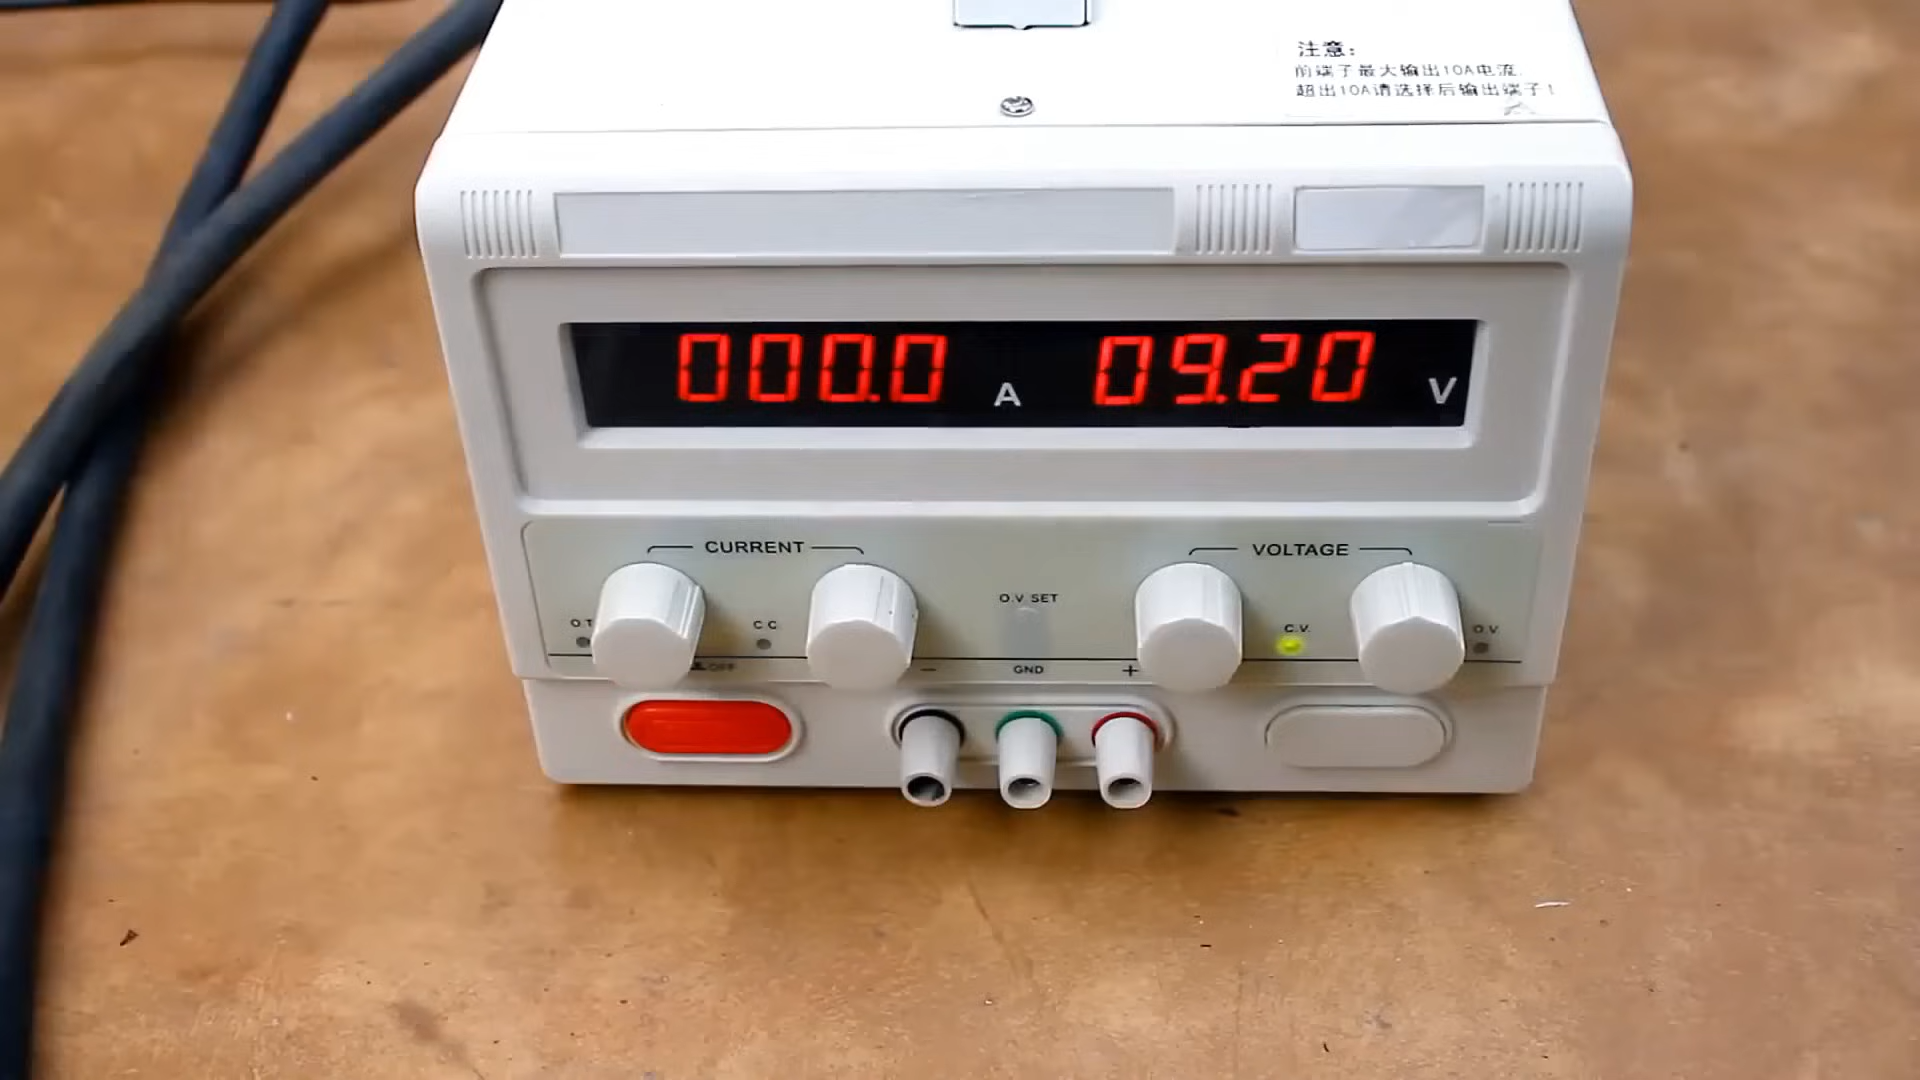 注意：
前端子最大输出10A电流.
超出10A请选择后输出端子！
000.0 A 09.20 V
CURRENT VOLTAGE
O.V SET
O.T C.C C.V. O.V
OFF − GND +